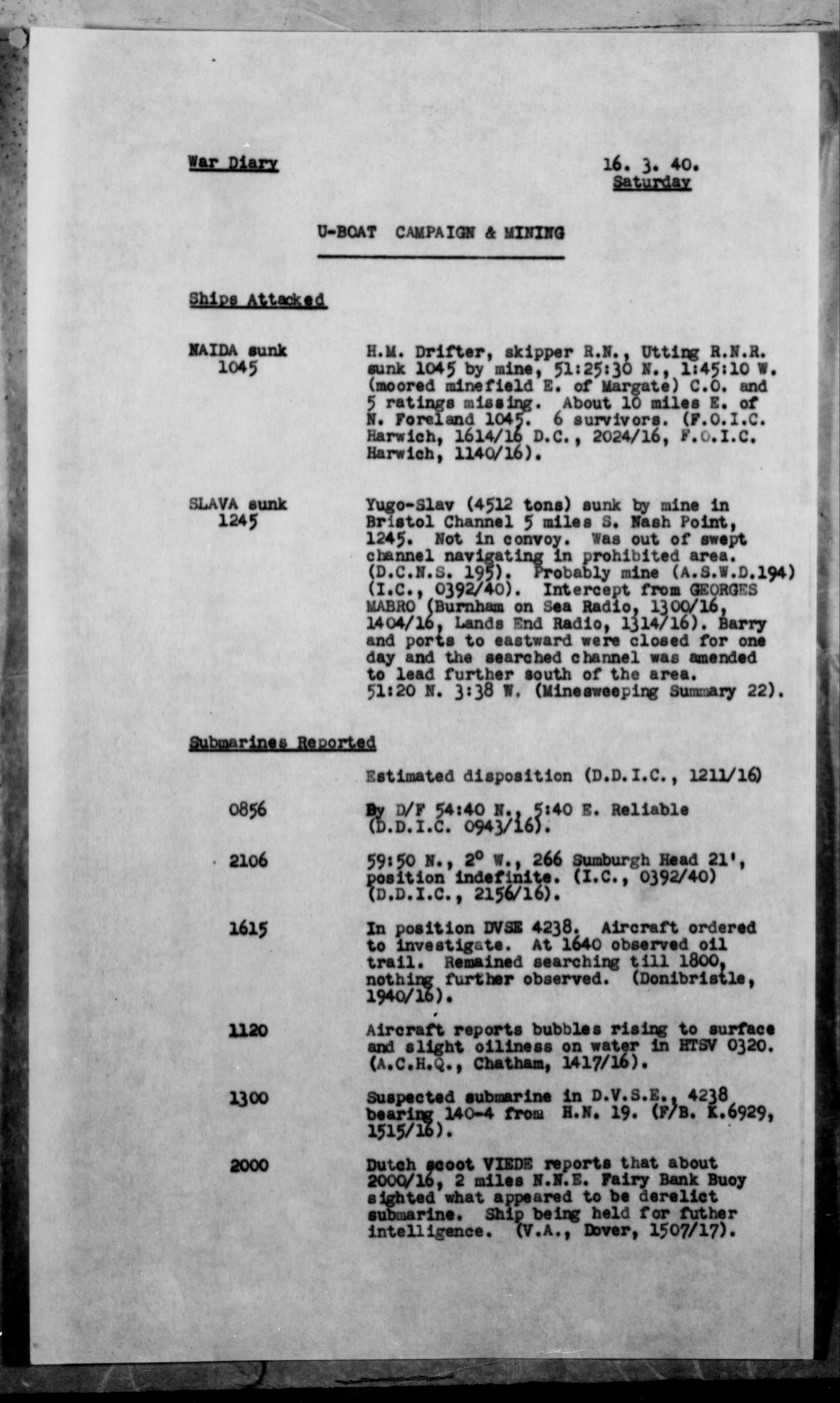 War Diary
16. 3. 40.
Saturday
U-BOAT CAMPAIGN & MINING
Ships Attacked
NAIDA sunk
1045
H.M. Drifter, skipper R.N., Utting R.N.R.
sunk 1045 by mine, 51:25:30 N., 1:45:10 W.
(moored minefield E. of Margate) C.O. and
5 ratings missing. About 10 miles E. of
N. Foreland 1045. 6 survivors. (F.O.I.C.
Harwich, 1614/16 D.C., 2024/16, F.O.I.C.
Harwich, 1140/16).
SLAVA sunk
1245
Yugo-Slav (4512 tons) sunk by mine in
Bristol Channel 5 miles S. Nash Point,
1245. Not in convoy. Was out of swept
channel navigating in prohibited area.
(D.C.N.S. 195). Probably mine (A.S.W.D.194)
(I.C., 0392/40). Intercept from GEORGES
MABRO (Burnham on Sea Radio, 1300/16,
1404/16, Lands End Radio, 1314/16). Barry
and ports to eastward were closed for one
day and the searched channel was amended
to lead further south of the area.
51:20 N. 3:38 W. (Minesweeping Summary 22).
Submarines Reported
Estimated disposition (D.D.I.C., 1211/16)
0856
By D/F 54:40 N., 5:40 E. Reliable
(D.D.I.C. 0943/16).
2106
59:50 N., 2° W., 266 Sumburgh Head 21',
position indefinite. (I.C., 0392/40)
(D.D.I.C., 2156/16).
1615
In position DVSE 4238. Aircraft ordered
to investigate. At 1640 observed oil
trail. Remained searching till 1800,
nothing further observed. (Donibristle,
1940/16).
1120
Aircraft reports bubbles rising to surface
and slight oiliness on water in HTSV 0320.
(A.C.H.Q., Chatham, 1417/16).
1300
Suspected submarine in D.V.S.E., 4238
bearing 140-4 from H.N. 19. (F/B. K.6929,
1515/16).
2000
Dutch scoot VIEDE reports that about
2000/16, 2 miles N.N.E. Fairy Bank Buoy
sighted what appeared to be derelict
submarine. Ship being held for futher
intelligence. (V.A., Dover, 1507/17).